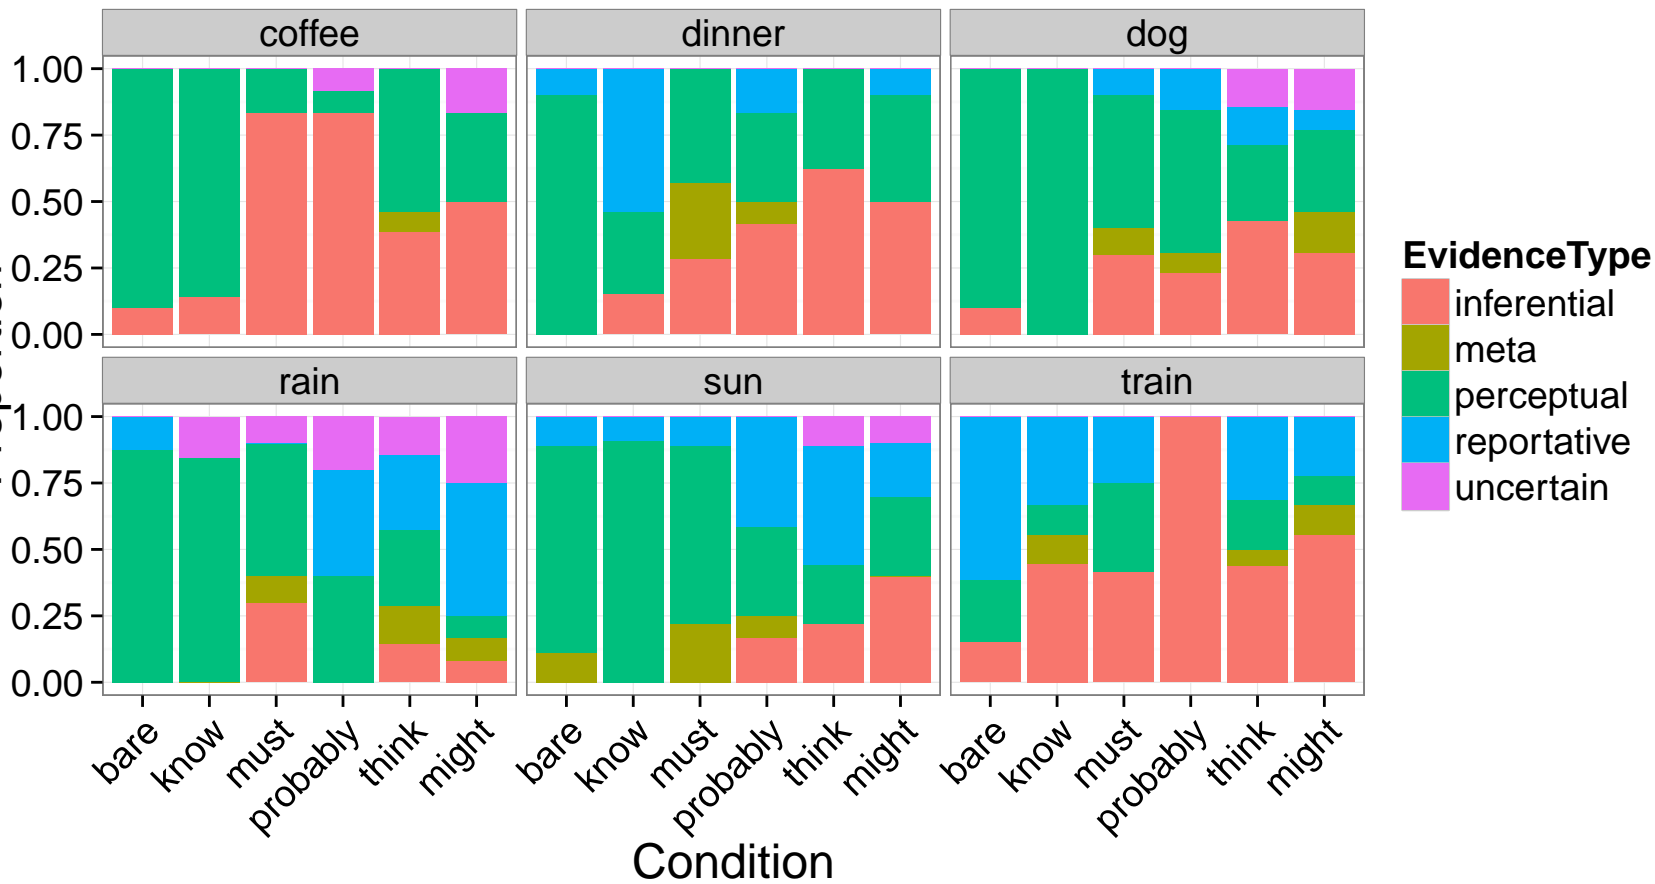 coffee dinner dog
1.00
0.75
0.50
0.25
0.00
rain sun train
1.00
0.75
0.50
0.25
0.00
bare know must probably think might bare know must probably think might bare know must probably think might
Condition
EvidenceType
inferential
meta
perceptual
reportative
uncertain